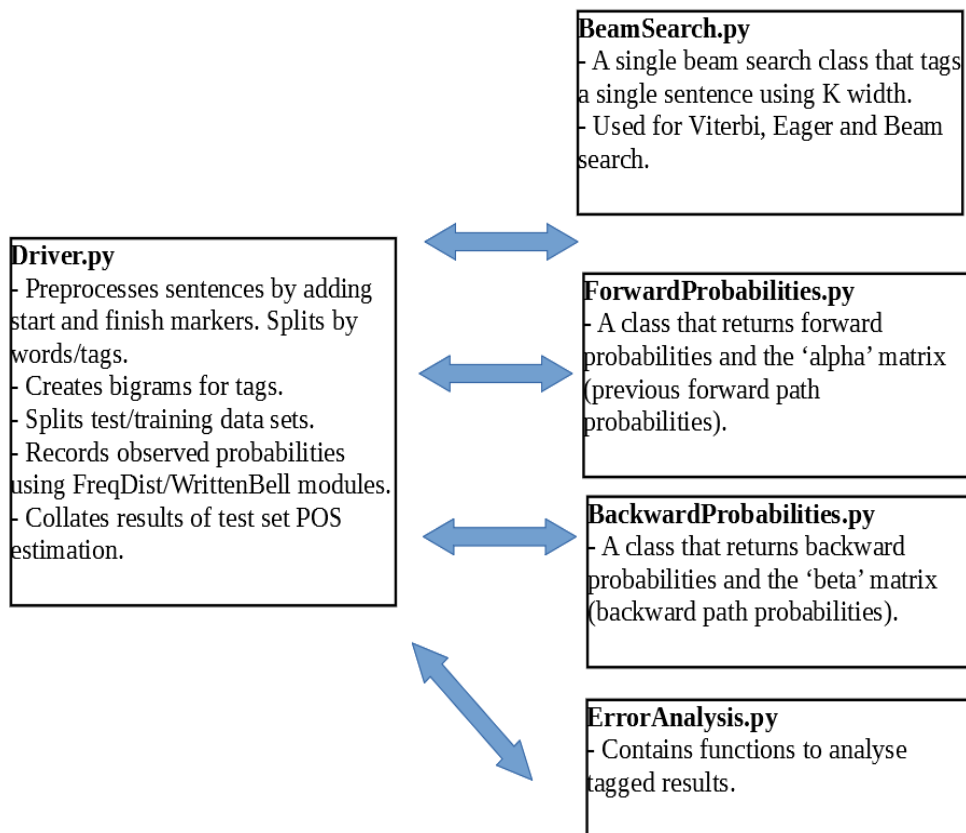 BeamSearch.py
- A single beam search class that tags
a single sentence using K width.
- Used for Viterbi, Eager and Beam
search.
Driver.py
- Preprocesses sentences by adding
start and finish markers. Splits by
words/tags.
- Creates bigrams for tags.
- Splits test/training data sets.
- Records observed probabilities
using FreqDist/WrittenBell modules.
- Collates results of test set POS
estimation.
ForwardProbabilities.py
- A class that returns forward
probabilities and the ‘alpha’ matrix
(previous forward path
probabilities).
BackwardProbabilities.py
- A class that returns backward
probabilities and the ‘beta’ matrix
(backward path probabilities).
ErrorAnalysis.py
- Contains functions to analyse
tagged results.